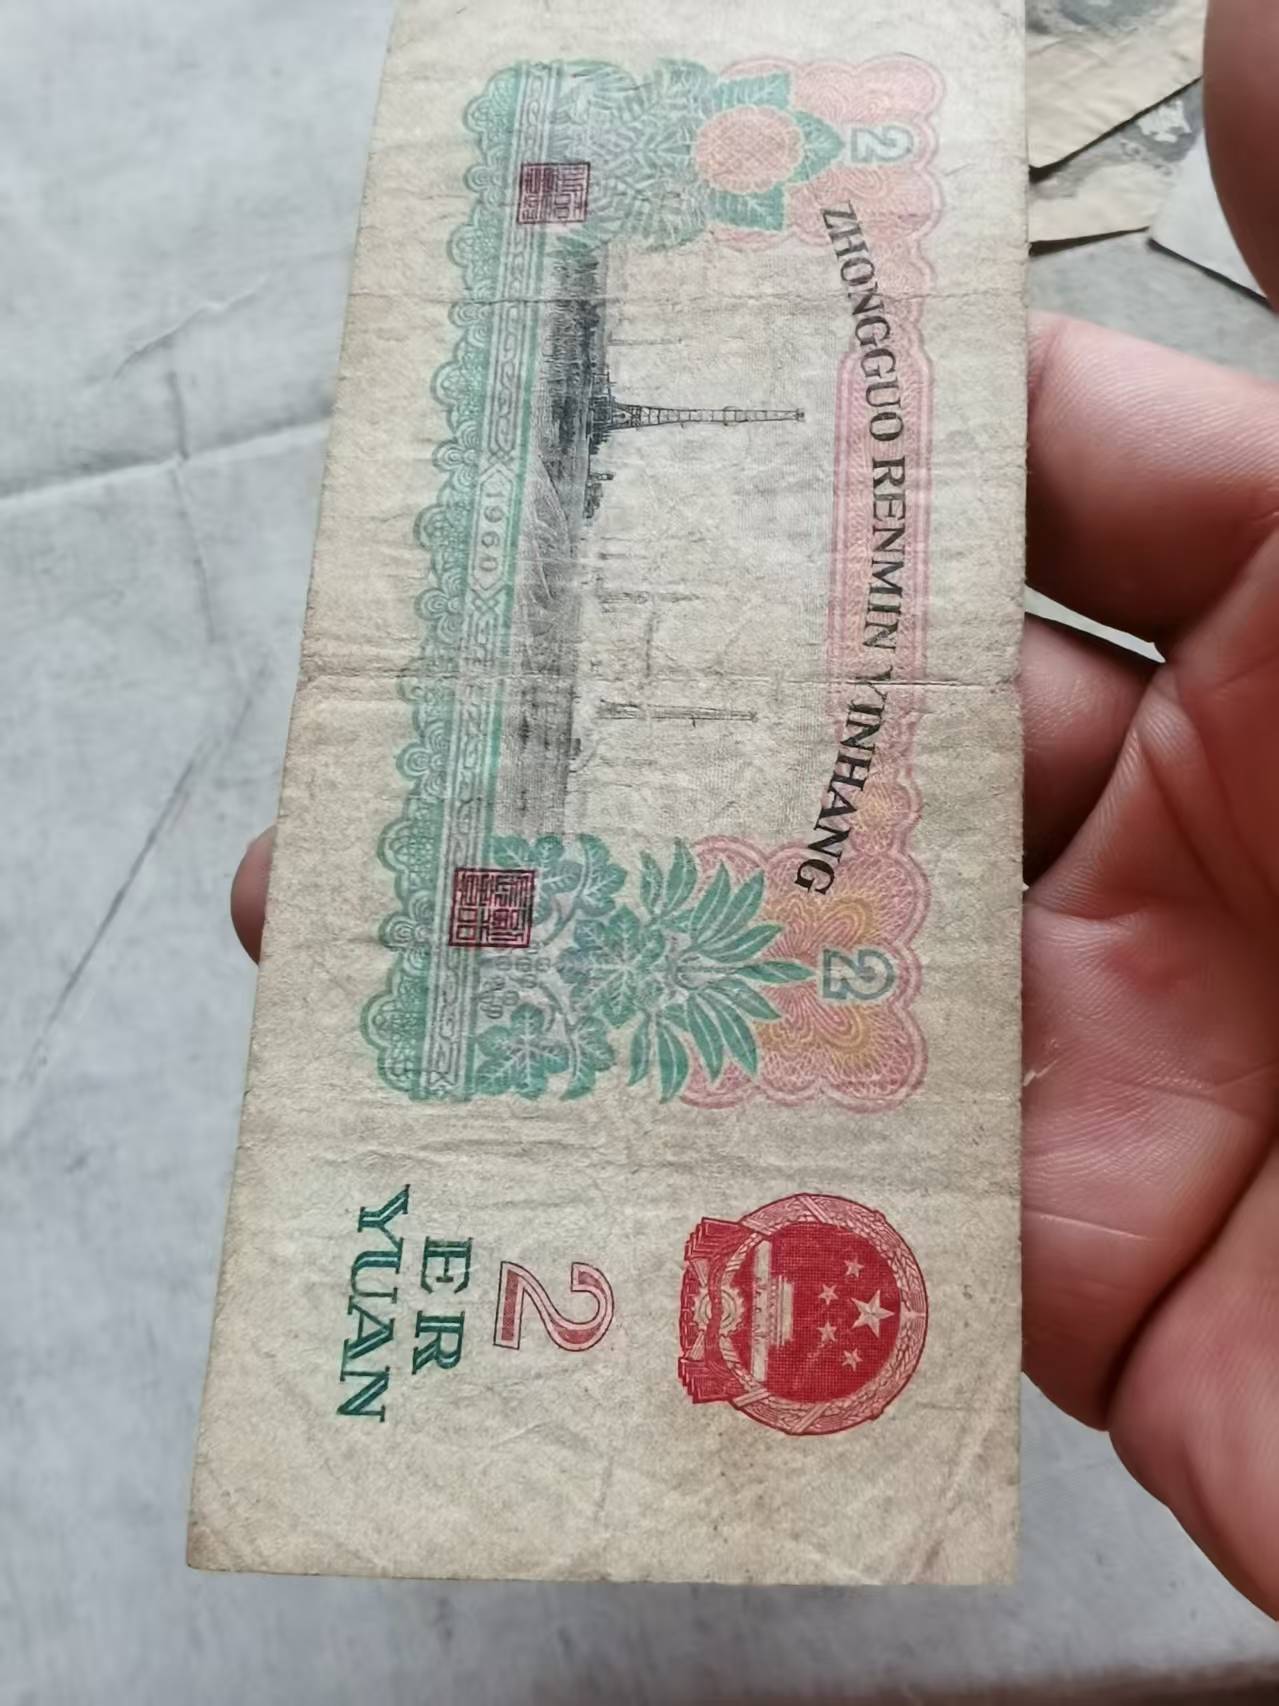 ZHONGGUO RENMIN YINHANG
2
2
1960
2
ER
YUAN